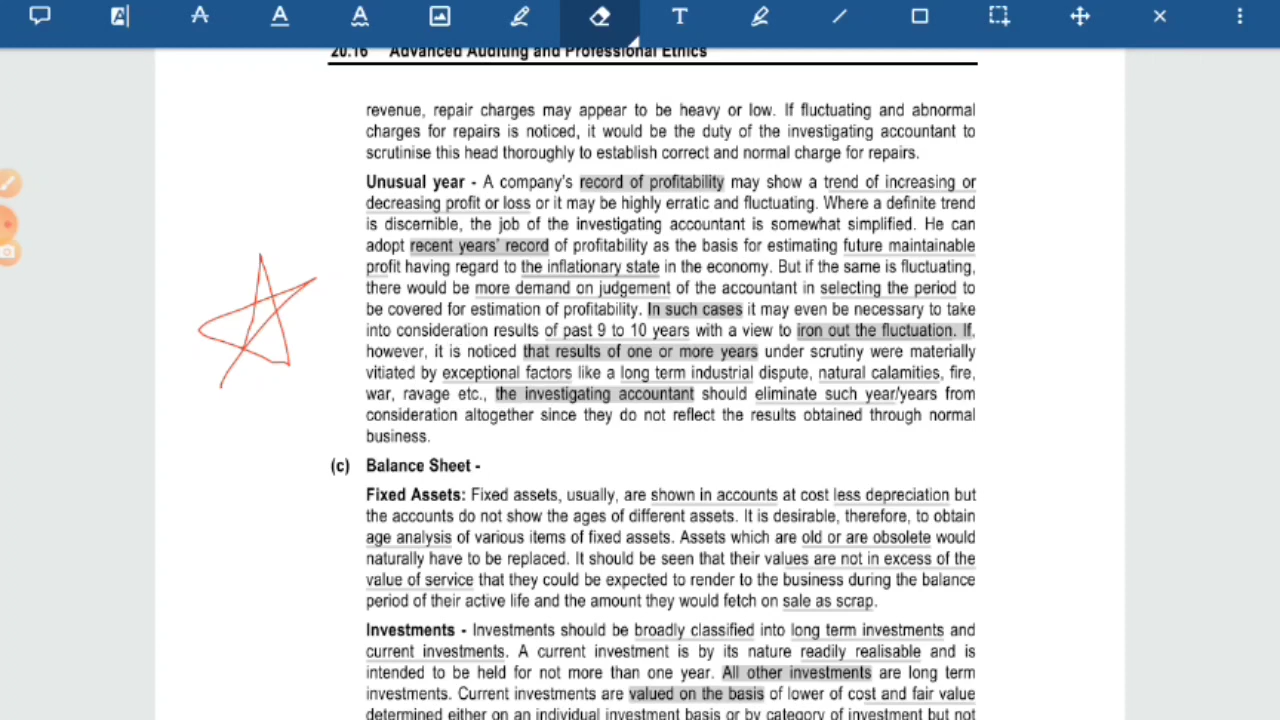 20.16 Advanced Auditing and Professional Ethics
revenue, repair charges may appear to be heavy or low. If fluctuating and abnormal
charges for repairs is noticed, it would be the duty of the investigating accountant to
scrutinise this head thoroughly to establish correct and normal charge for repairs.
Unusual year - A company's record of profitability may show a trend of increasing or
decreasing profit or loss or it may be highly erratic and fluctuating. Where a definite trend
is discernible, the job of the investigating accountant is somewhat simplified. He can
adopt recent years' record of profitability as the basis for estimating future maintainable
profit having regard to the inflationary state in the economy. But if the same is fluctuating,
there would be more demand on judgement of the accountant in selecting the period to
be covered for estimation of profitability. In such cases it may even be necessary to take
into consideration results of past 9 to 10 years with a view to iron out the fluctuation. If,
however, it is noticed that results of one or more years under scrutiny were materially
vitiated by exceptional factors like a long term industrial dispute, natural calamities, fire,
war, ravage etc., the investigating accountant should eliminate such year/years from
consideration altogether since they do not reflect the results obtained through normal
business.
(c) Balance Sheet -
Fixed Assets: Fixed assets, usually, are shown in accounts at cost less depreciation but
the accounts do not show the ages of different assets. It is desirable, therefore, to obtain
age analysis of various items of fixed assets. Assets which are old or are obsolete would
naturally have to be replaced. It should be seen that their values are not in excess of the
value of service that they could be expected to render to the business during the balance
period of their active life and the amount they would fetch on sale as scrap.
Investments - Investments should be broadly classified into long term investments and
current investments. A current investment is by its nature readily realisable and is
intended to be held for not more than one year. All other investments are long term
investments. Current investments are valued on the basis of lower of cost and fair value
determined either on an individual investment basis or by category of investment but not